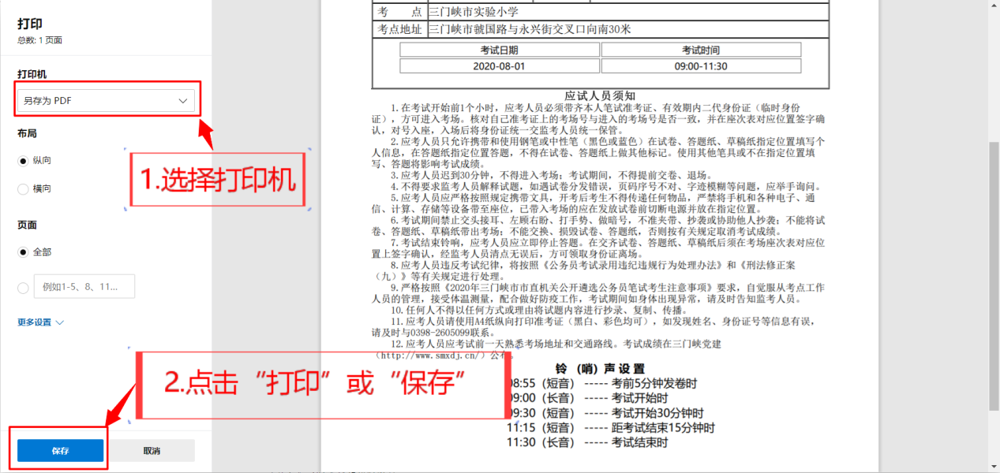 打印
总数: 1 页面
打印机
另存为 PDF
布局
纵向
横向
页面
全部
例如1-5、8、11...
更多设置
保存
取消
1.选择打印机
2.点击“打印”或“保存”
考 点 三门峡市实验小学
考点地址 三门峡市虢国路与永兴街交叉口向南30米
考试日期 考试时间
2020-08-01 09:00-11:30
应试人员须知
1.在考试开始前1个小时，应考人员必须带齐本人笔试准考证、有效期内二代身份证（临时身份
证），方可进入考场。核对自己准考证上的考场号与进入的考场号是否一致，并在座次表对应位置签字确
认，对号入座，入场后将身份证统一交监考人员统一保管。
2.应考人员只允许携带和使用钢笔或中性笔（黑色或蓝色）在试卷、答题纸、草稿纸指定位置填写个
人信息，在答题纸指定位置答题，不得在试卷、答题纸上做其他标记。使用其他笔具或不在指定位置填
写、答题将影响考试成绩。
3.应考人员迟到30分钟，不得进入考场；考试期间，不得提前交卷、退场。
4.不得要求监考人员解释试题，如遇试卷分发错误，页码序号不对、字迹模糊等问题，应举手询问。
5.应考人员应严格按照规定携带文具，开考后考生不得传递任何物品，严禁将手机和各种电子、通
信、计算、存储等设备带至座位，已带入考场的应在发放试卷前切断电源并放在指定位置。
6.考试期间禁止交头接耳、左顾右盼、打手势、做暗号，不准夹带、抄袭或协助他人抄袭；不能将试
卷、答题纸、草稿纸带出考场；不能交换、损毁试卷、答题纸，否则按有关规定取消考试成绩。
7.考试结束铃响，应考人员应立即停止答题。在交齐试卷、答题纸、草稿纸后须在考场座次表对应位
置上签字确认，经监考人员清点无误后，方可领取身份证离场。
8.应考人员违反考试纪律，将按照《公务员考试录用违纪违规行为处理办法》和《刑法修正案
（九）》等有关规定进行处理。
9.严格按照《2020年三门峡市市直机关公开遴选公务员笔试考生注意事项》要求，自觉服从考点工作
人员的管理，接受体温测量，配合做好防疫工作，考试期间如身体出现异常，请及时告知监考人员。
10.任何人不得以任何方式或理由将试题内容进行抄录、复制、传播。
11.应考人员请使用A4纸纵向打印准考证（黑白、彩色均可），如发现姓名、身份证号等信息有误，
请及时与0398-2605099联系。
12.应考人员应考试前一天熟悉考场地址和交通路线。考试成绩在三门峡党建
（http://www.smxdj.cn/）公布。
铃（哨）声设置
08:55（短音） ----- 考前5分钟发卷时
09:00（长音） ----- 考试开始时
09:30（短音） ----- 考试开始30分钟时
11:15（短音） ----- 距考试结束15分钟时
11:30（长音） ----- 考试结束时